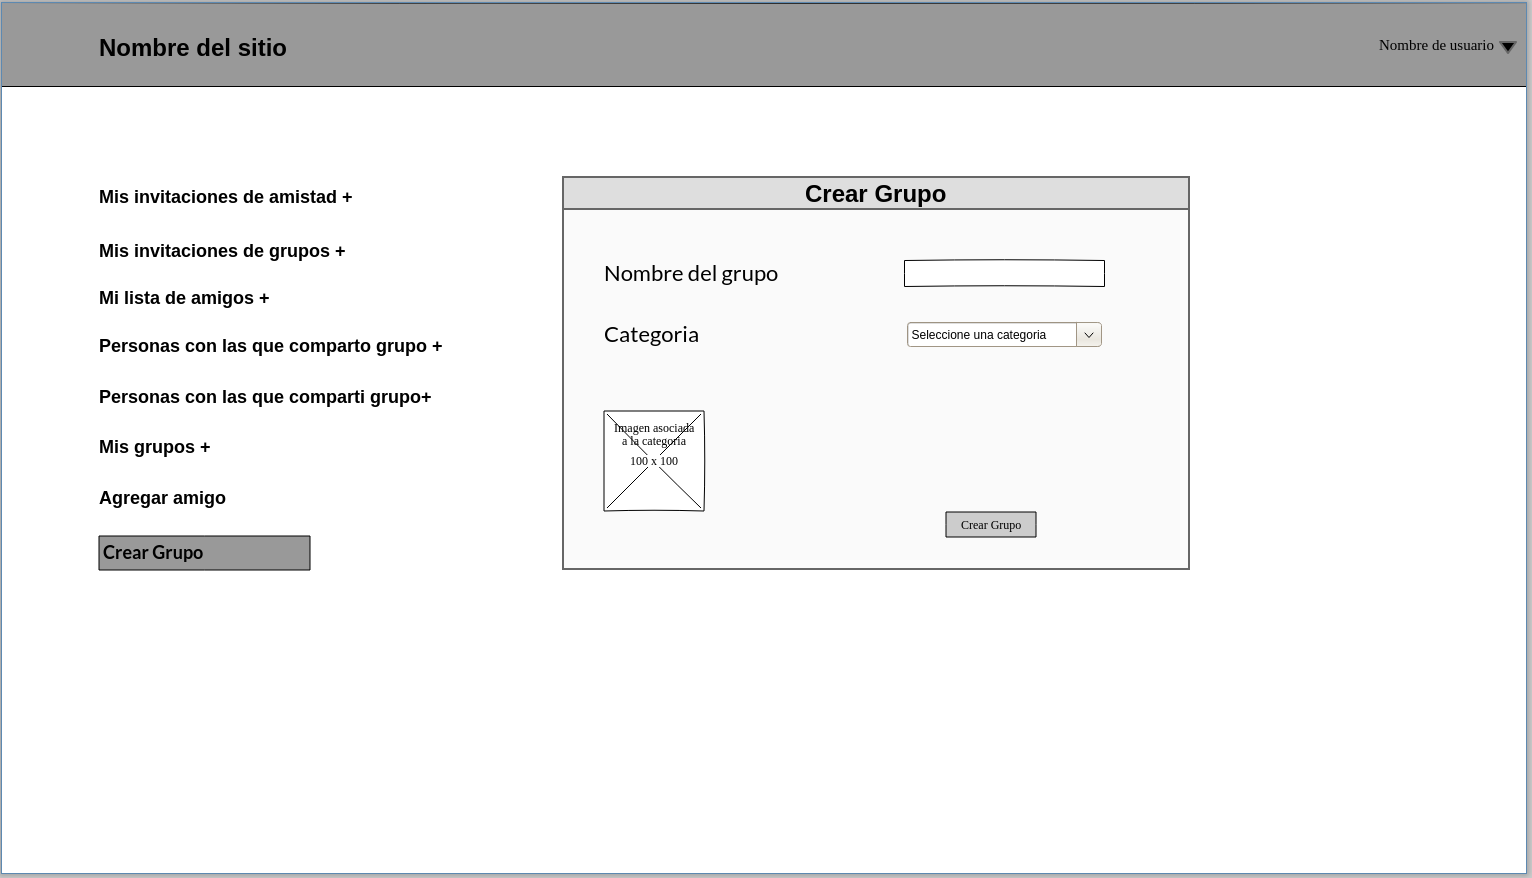 Nombre del sitio
Nombre de usuario
Mis invitaciones de amistad +
Mis invitaciones de grupos +
Mi lista de amigos +
Personas con las que comparto grupo +
Personas con las que comparti grupo+
Mis grupos +
Agregar amigo
Crear Grupo
Crear Grupo
Nombre del grupo
Categoria
Seleccione una categoria
Imagen asociada
a la categoria
100 x 100
Crear Grupo